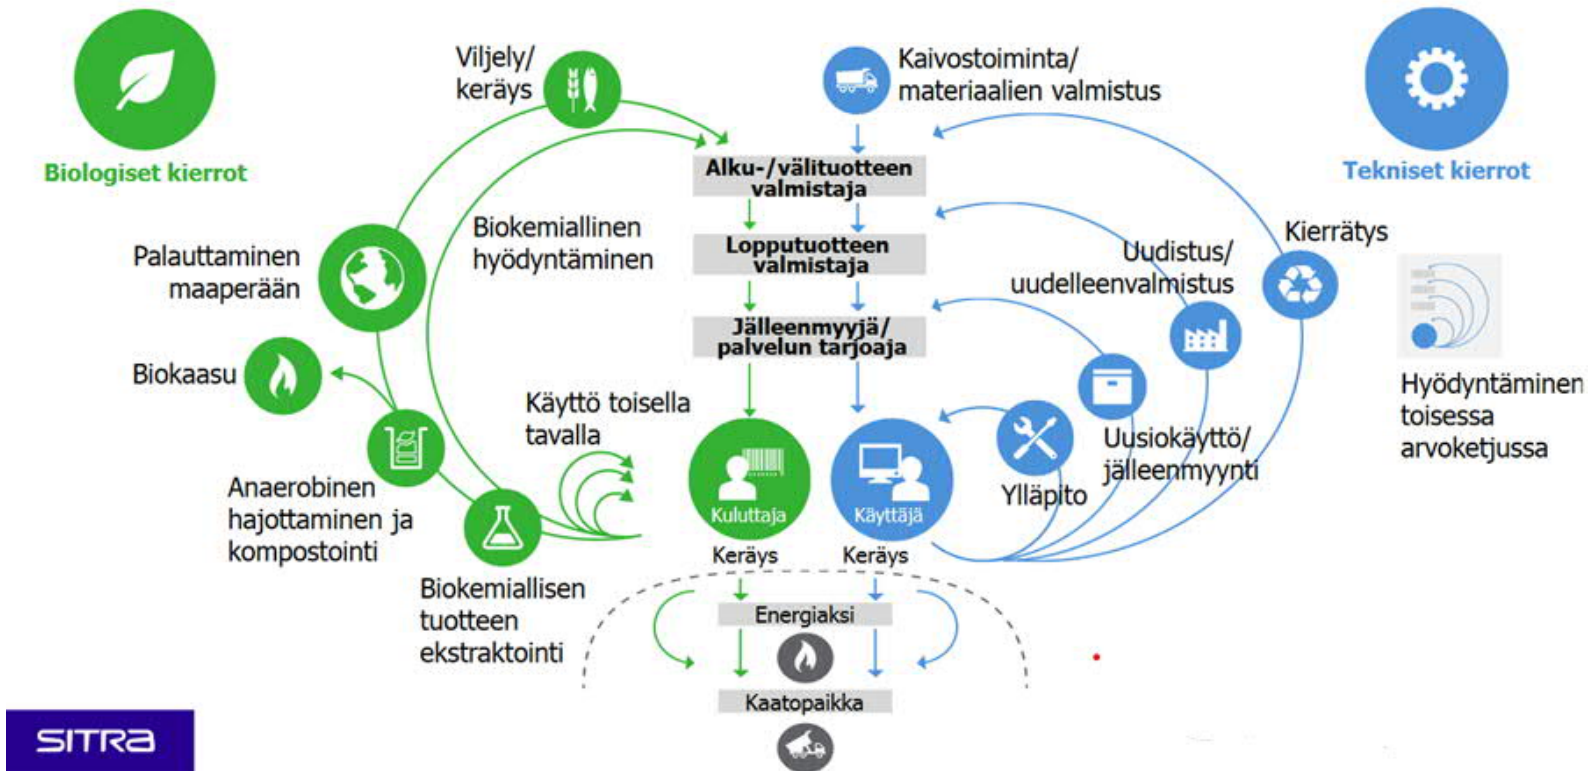 Biologiset kierrot
Viljely/
keräys
Palauttaminen
maaperään
Biokemiallinen
hyödyntäminen
Biokaasu
Käyttö toisella
tavalla
Anaerobinen
hajottaminen ja
kompostointi
Biokemiallisen
tuotteen
ekstraktointi
Kaivostoiminta/
materiaalien valmistus
Alku-/välituotteen
valmistaja
Lopputuotteen
valmistaja
Jälleenmyyjä/
palvelun tarjoaja
Kuluttaja
Käyttäjä
Keräys
Keräys
Energiaksi
Kaatopaikka
Tekniset kierrot
Kierrätys
Uudistus/
uudelleenvalmistus
Uusiokäyttö/
jälleenmyynti
Ylläpito
Hyödyntäminen
toisessa
arvoketjussa
SITRA